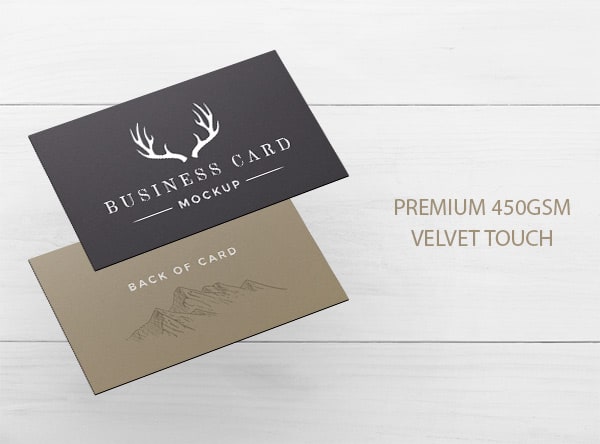 BUSINESS CARD
MOCKUP
BACK OF CARD
PREMIUM 450GSM
VELVET TOUCH